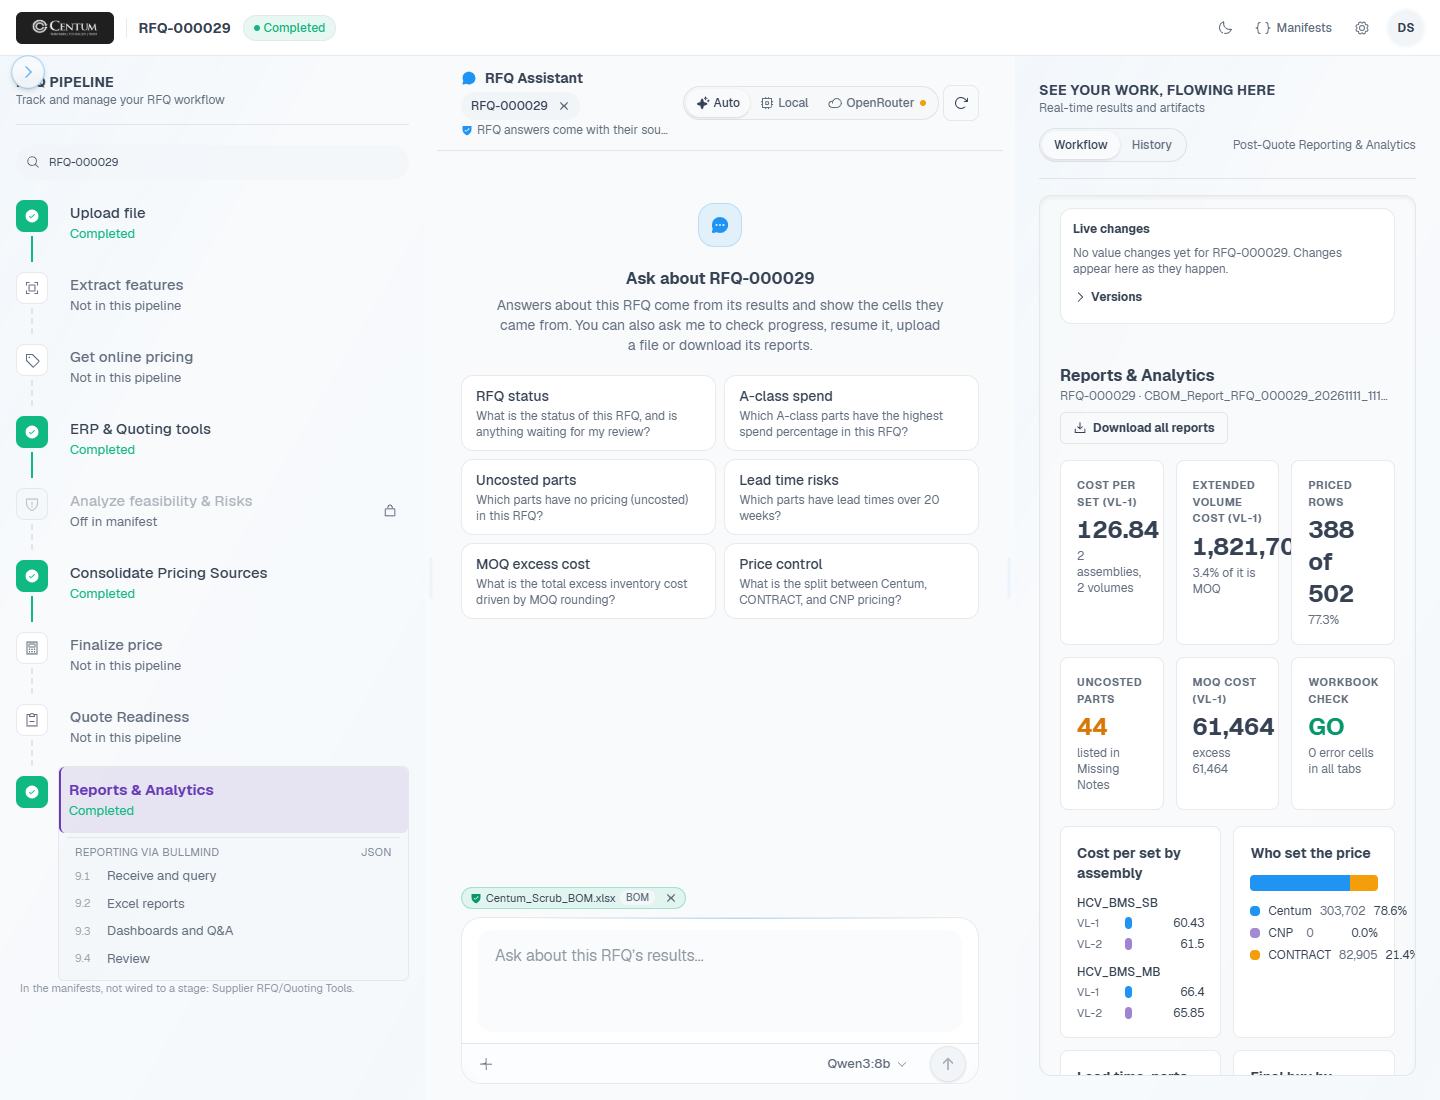 CENTUM
RFQ-000029
Completed
Manifests
DS
PIPELINE
Track and manage your RFQ workflow
RFQ-000029
Upload file
Completed
Extract features
Not in this pipeline
Get online pricing
Not in this pipeline
ERP & Quoting tools
Completed
Analyze feasibility & Risks
Off in manifest
Consolidate Pricing Sources
Completed
Finalize price
Not in this pipeline
Quote Readiness
Not in this pipeline
Reports & Analytics
Completed
REPORTING VIA BULLMIND JSON
9.1 Receive and query
9.2 Excel reports
9.3 Dashboards and Q&A
9.4 Review
In the manifests, not wired to a stage: Supplier RFQ/Quoting Tools.
RFQ Assistant
RFQ-000029
Auto Local OpenRouter
RFQ answers come with their sou...
Ask about RFQ-000029
Answers about this RFQ come from its results and show the cells they
came from. You can also ask me to check progress, resume it, upload
a file or download its reports.
RFQ status
What is the status of this RFQ, and is
anything waiting for my review?
A-class spend
Which A-class parts have the highest
spend percentage in this RFQ?
Uncosted parts
Which parts have no pricing (uncosted)
in this RFQ?
Lead time risks
Which parts have lead times over 20
weeks?
MOQ excess cost
What is the total excess inventory cost
driven by MOQ rounding?
Price control
What is the split between Centum,
CONTRACT, and CNP pricing?
Centum_Scrub_BOM.xlsx BOM
Ask about this RFQ's results...
Qwen3:8b
SEE YOUR WORK, FLOWING HERE
Real-time results and artifacts
Workflow History
Post-Quote Reporting & Analytics
Live changes
No value changes yet for RFQ-000029. Changes
appear here as they happen.
Versions
Reports & Analytics
RFQ-000029 · CBOM_Report_RFQ_000029_20261111_111...
Download all reports
COST PER
SET (VL-1)
126.84
2
assemblies,
2 volumes
EXTENDED
VOLUME
COST (VL-1)
1,821,70
3.4% of it is
MOQ
PRICED
ROWS
388
of
502
77.3%
UNCOSTED
PARTS
44
listed in
Missing
Notes
MOQ COST
(VL-1)
61,464
excess
61,464
WORKBOOK
CHECK
GO
0 error cells
in all tabs
Cost per set by
assembly
HCV_BMS_SB
VL-1 60.43
VL-2 61.5
HCV_BMS_MB
VL-1 66.4
VL-2 65.85
Who set the price
Centum 303,702 78.6%
CNP 0 0.0%
CONTRACT 82,905 21.4%